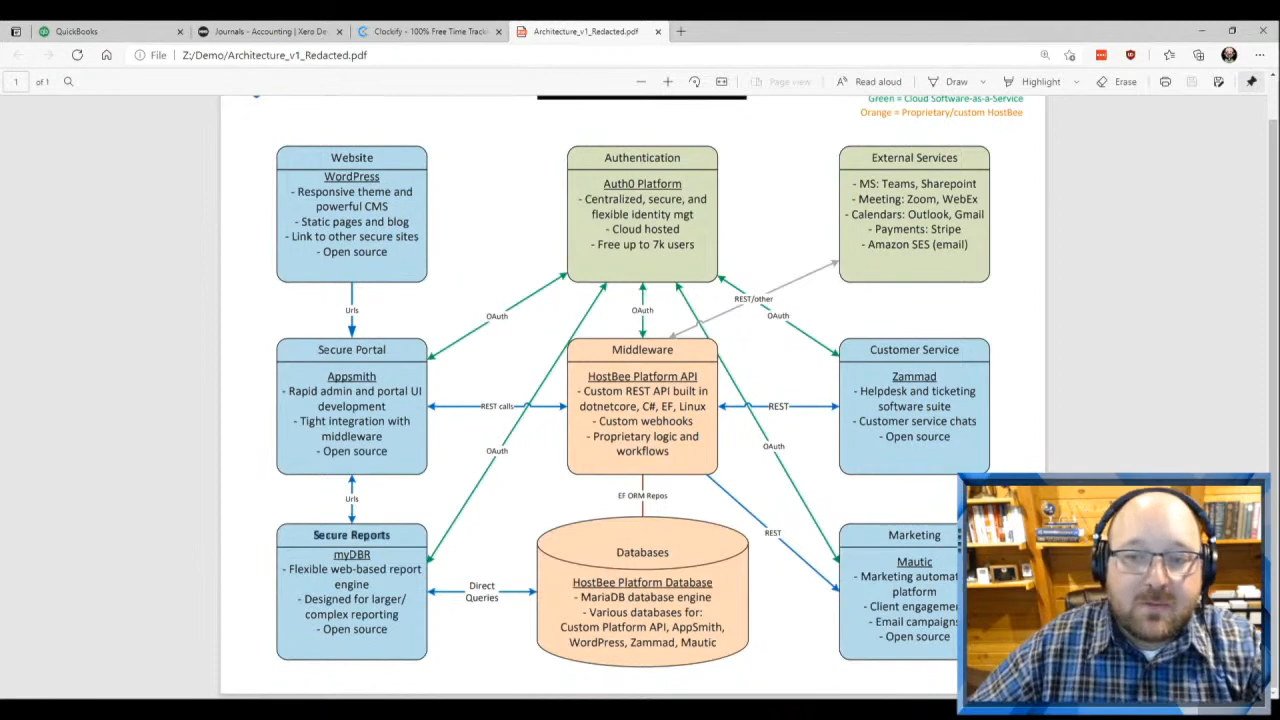 QuickBooks
Journals - Accounting | Xero De
Clockify - 100% Free Time Track
Architecture_v1_Redacted.pdf
File
Z:/Demo/Architecture_v1_Redacted.pdf
1
of 1
Page view
Read aloud
Draw
Highlight
Erase
Green = Cloud Software-as-a-Service
Orange = Proprietary/custom HostBee
Website
WordPress
- Responsive theme and
powerful CMS
- Static pages and blog
- Link to other secure sites
- Open source
Authentication
Auth0 Platform
- Centralized, secure, and
flexible identity mgt
- Cloud hosted
- Free up to 7k users
External Services
- MS: Teams, Sharepoint
- Meeting: Zoom, WebEx
- Calendars: Outlook, Gmail
- Payments: Stripe
- Amazon SES (email)
Urls
OAuth
OAuth
REST/other
OAuth
Secure Portal
Appsmith
- Rapid admin and portal UI
development
- Tight integration with
middleware
- Open source
REST calls
Middleware
HostBee Platform API
- Custom REST API built in
dotnetcore, C#, EF, Linux
- Custom webhooks
- Proprietary logic and
workflows
REST
Customer Service
Zammad
- Helpdesk and ticketing
software suite
- Customer service chats
- Open source
OAuth
OAuth
Urls
EF ORM Repos
REST
Secure Reports
myDBR
- Flexible web-based report
engine
- Designed for larger/
complex reporting
- Open source
Direct
Queries
Databases
HostBee Platform Database
- MariaDB database engine
- Various databases for:
Custom Platform API, AppSmith,
WordPress, Zammad, Mautic
Marketing
Mautic
- Marketing automat
platform
- Client engageme
- Email campaigns
- Open source